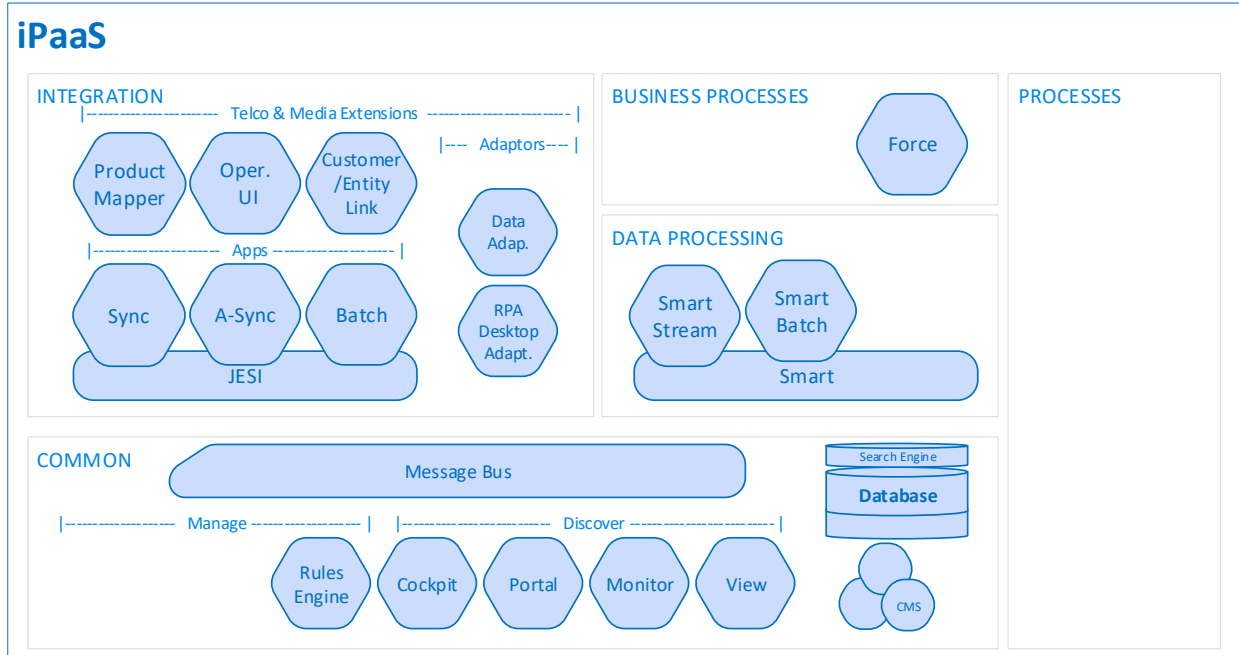 iPaaS
INTEGRATION
|----------------------- Telco & Media Extensions -------------------------|
Product
Mapper
Oper.
UI
Customer
/Entity
Link
|---- Adaptors----|
Data
Adap.
RPA
Desktop
Adapt.
|---------------------- Apps ---------------------|
Sync
A-Sync
Batch
JESI
BUSINESS PROCESSES
Force
DATA PROCESSING
Smart
Stream
Smart
Batch
Smart
PROCESSES
COMMON
Message Bus
|------------------- Manage -------------------|
|-------------------------- Discover -------------------------|
Rules
Engine
Cockpit
Portal
Monitor
View
Search Engine
Database
CMS